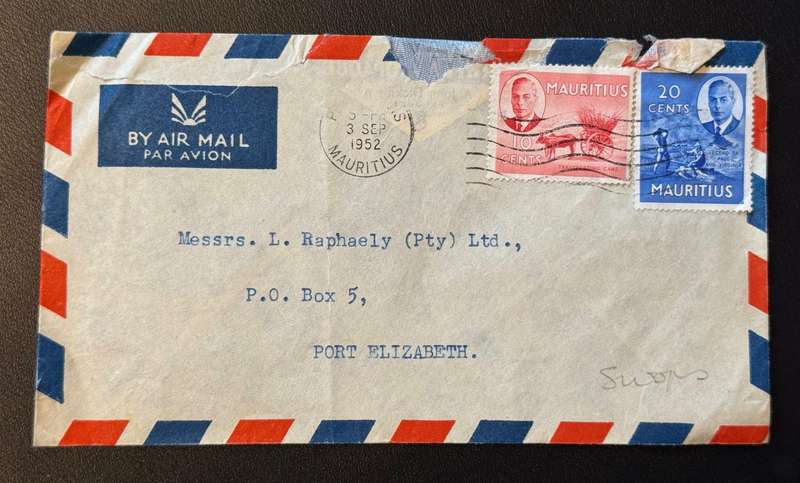 BY AIR MAIL
PAR AVION
3 SEP
1952
MAURITIUS
MAURITIUS
10
CENTS
20
CENTS
MAURITIUS
Messrs. L. Raphaely (Pty) Ltd.,
P.O. Box 5,
PORT ELIZABETH.